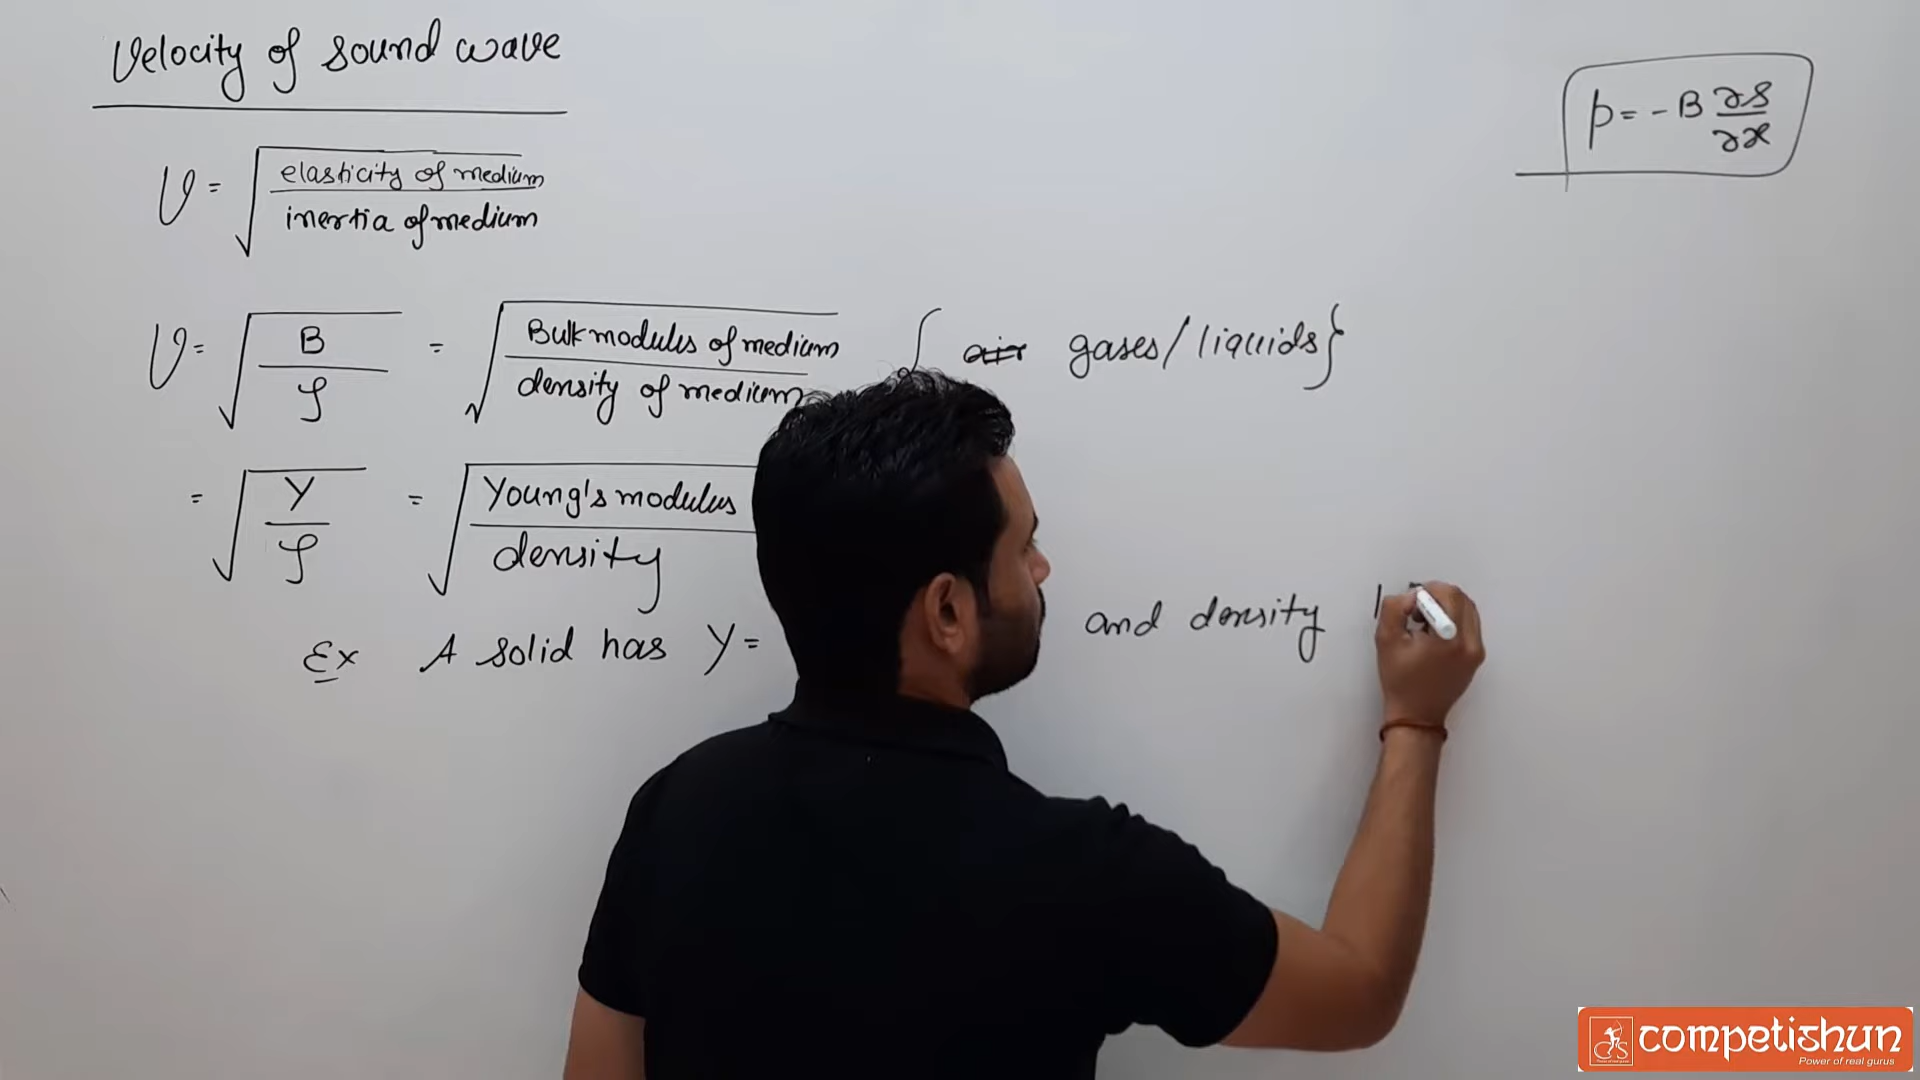 Velocity of sound wave
p = - B ∂s/∂x
v = √(elasticity of medium / inertia of medium)
v = √(B/ρ) = √(Bulk modulus of medium / density of medium) { air gases/liquids}
= √(Y/ρ) = √(Young's modulus / density)
Ex A solid has Y = and density
competishun
Power of real gurus